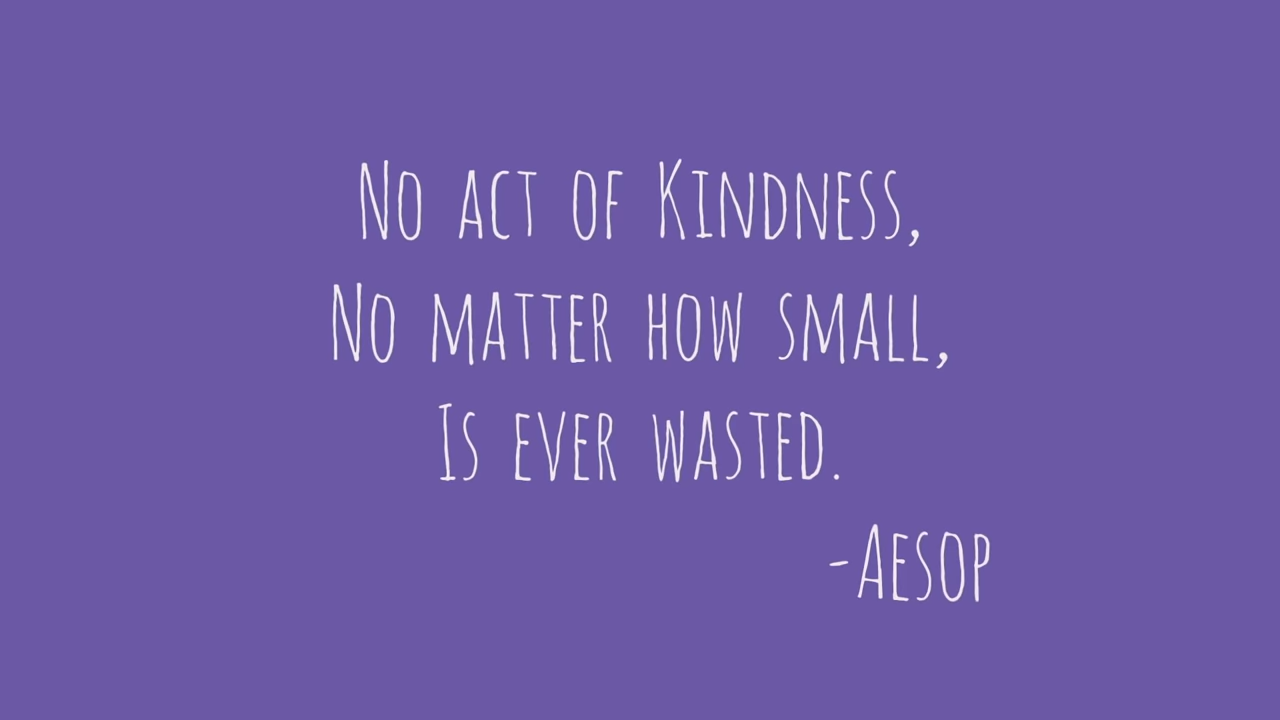 No act of Kindness,
No matter how small,
Is ever wasted.
-Aesop